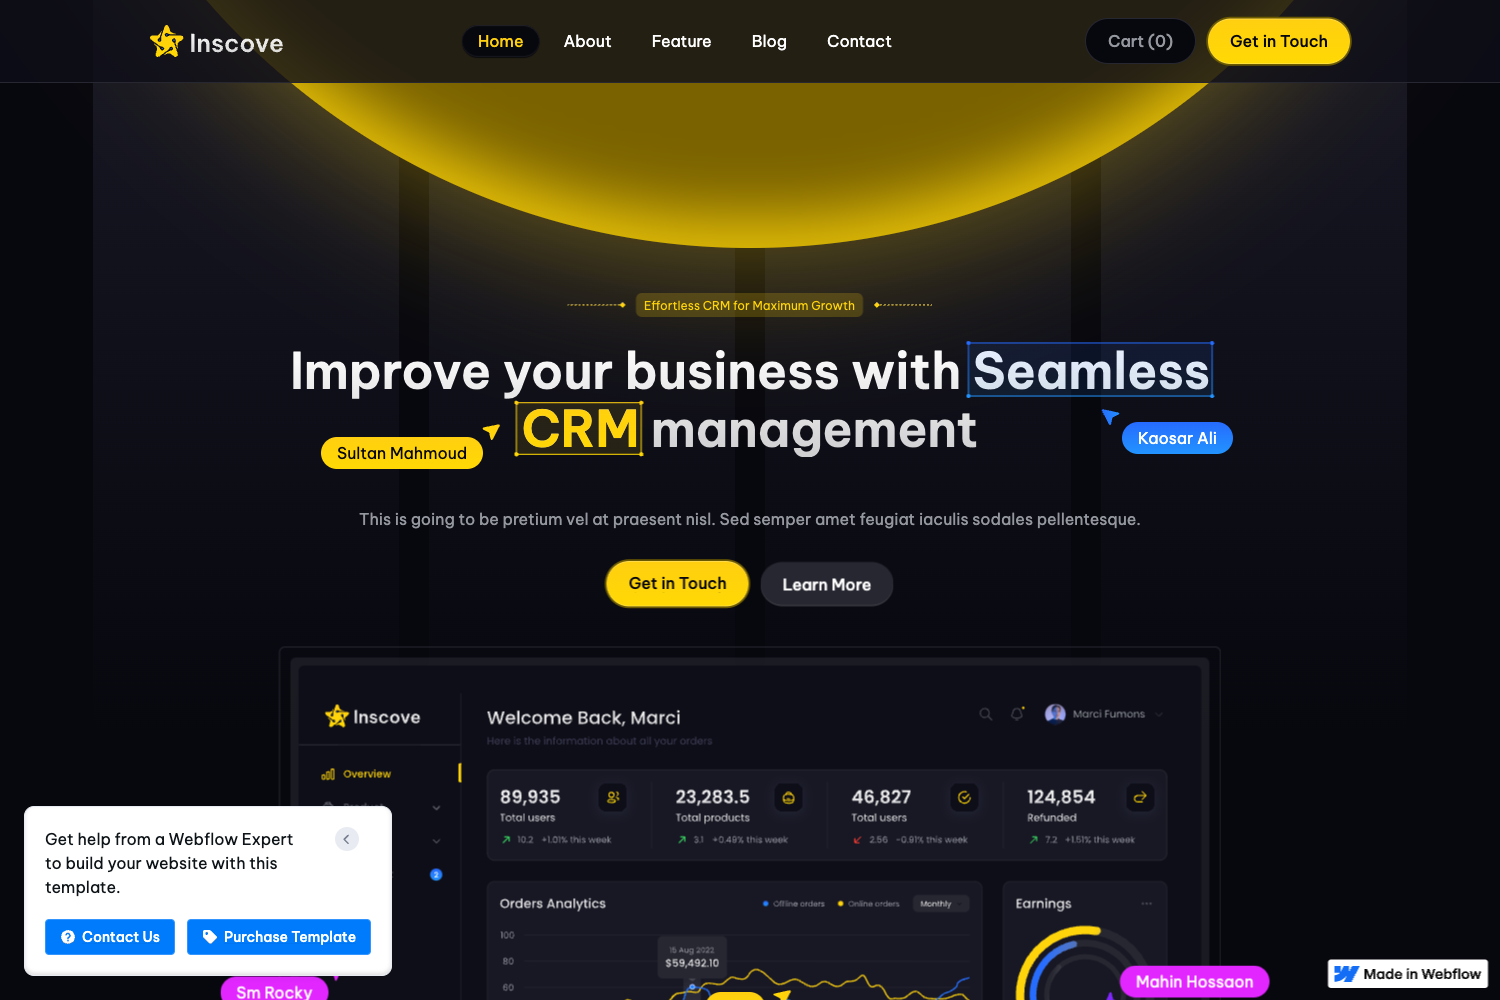 Inscove
Home
About
Feature
Blog
Contact
Cart (0)
Get in Touch
Effortless CRM for Maximum Growth
Improve your business with Seamless
CRM management
Sultan Mahmoud
Kaosar Ali
This is going to be pretium vel at praesent nisl. Sed semper amet feugiat iaculis sodales pellentesque.
Get in Touch
Learn More
Inscove
Welcome Back, Marci
Here is the information about all your orders
Marci Fumons
Overview
89,935
Total users
10.2 +1.01% this week
23,283.5
Total products
3.1 +0.49% this week
46,827
Total users
2.56 -0.91% this week
124,854
Refunded
7.2 +1.51% this week
2
Orders Analytics
Offline orders
Online orders
Monthly
100
80
60
15 Aug 2022
$59,492.10
Earnings
Get help from a Webflow Expert
to build your website with this
template.
Contact Us
Purchase Template
Sm Rocky
Mahin Hossaon
Made in Webflow